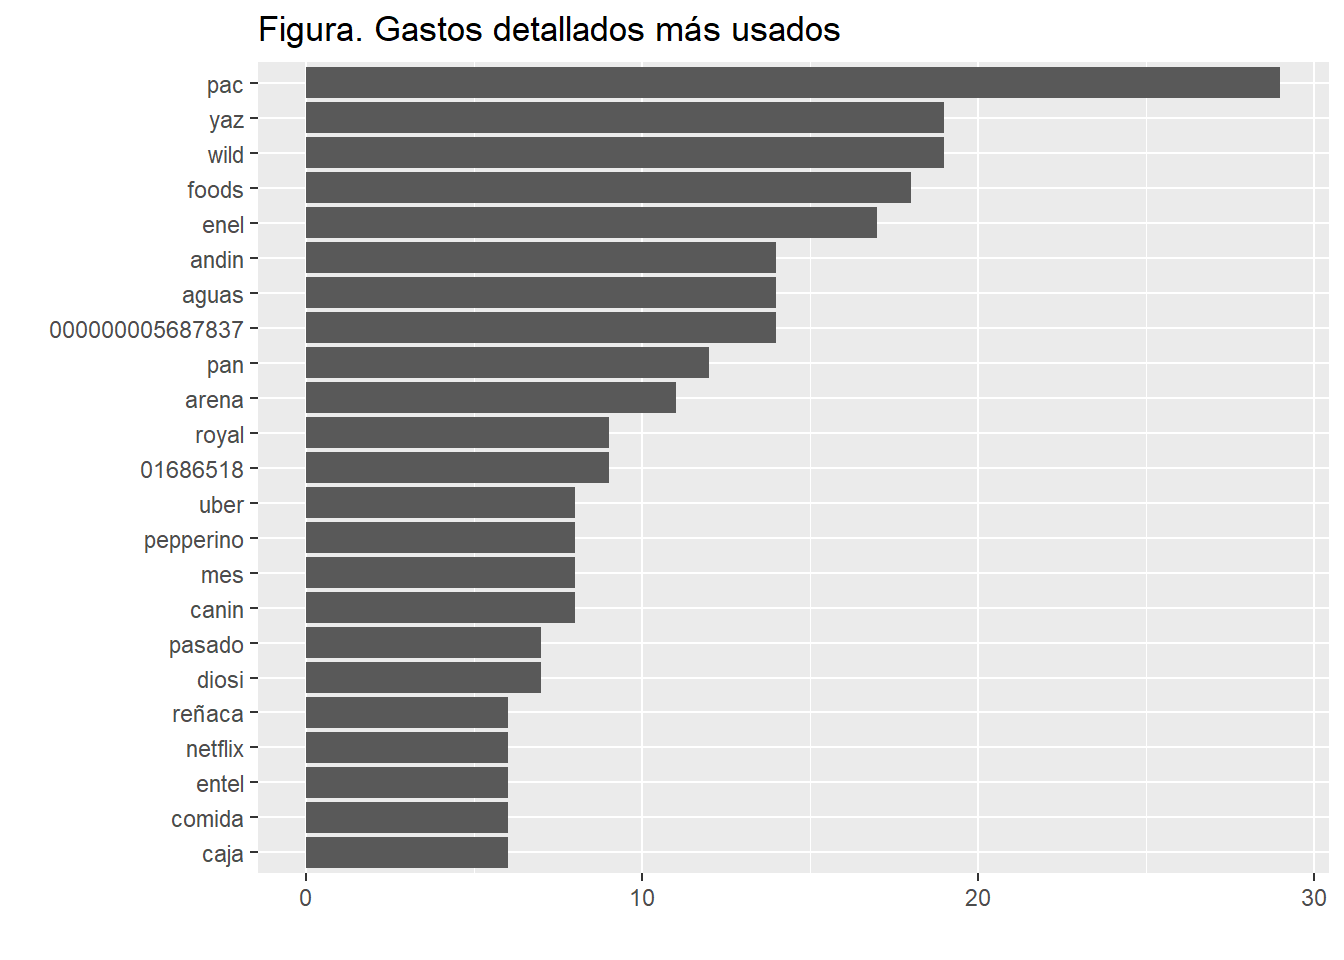 Figura. Gastos detallados más usados
pac
yaz
wild
foods
enel
andin
aguas
000000005687837
pan
arena
royal
01686518
uber
pepperino
mes
canin
pasado
diosi
reñaca
netflix
entel
comida
caja
0 10 20 30